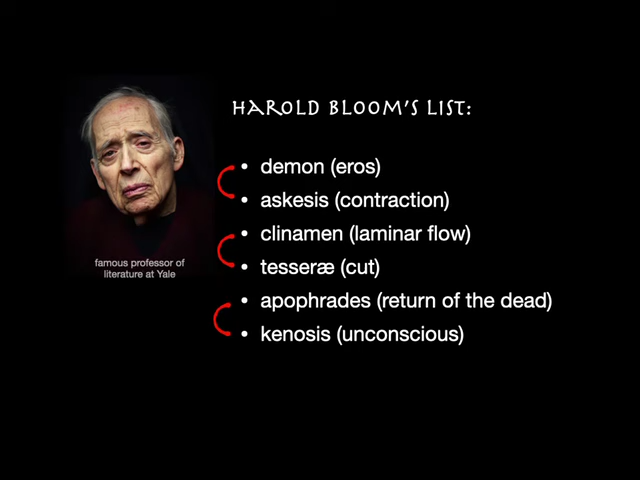 HAROLD BLOOM'S LIST:
• demon (eros)
• askesis (contraction)
• clinamen (laminar flow)
• tesseræ (cut)
• apophrades (return of the dead)
• kenosis (unconscious)
famous professor of
literature at Yale